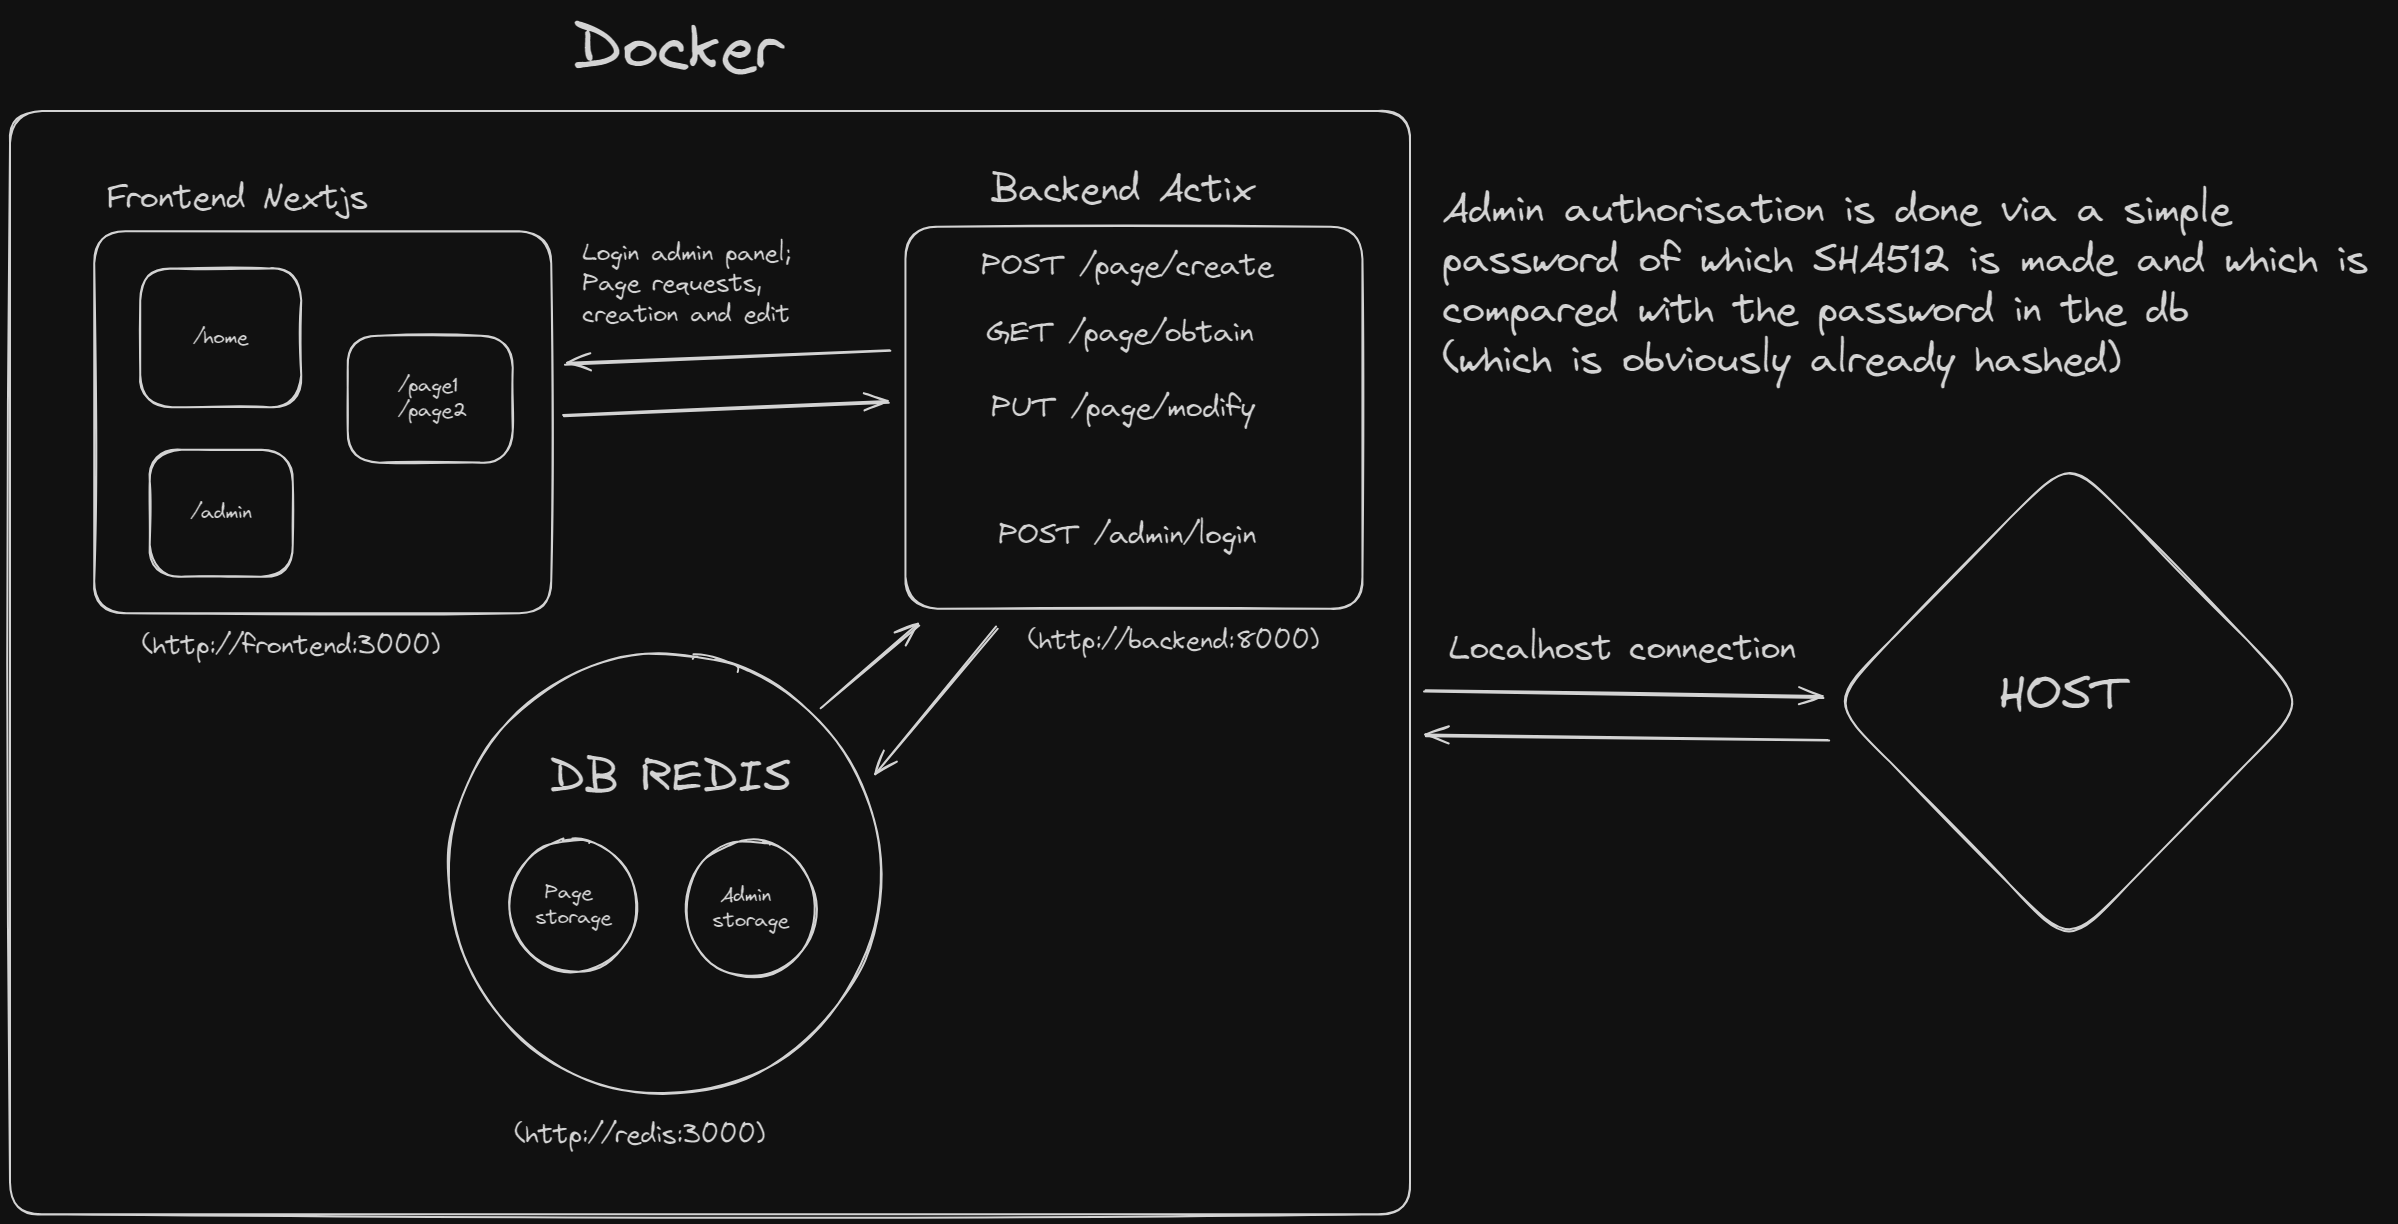 Docker
Frontend Nextjs
/home
/page1
/page2
/admin
(http://frontend:3000)
Login admin panel;
Page requests,
creation and edit
Backend Actix
POST /page/create
GET /page/obtain
PUT /page/modify
POST /admin/login
(http://backend:8000)
DB REDIS
Page
storage
Admin
storage
(http://redis:3000)
Admin authorisation is done via a simple
password of which SHA512 is made and which is
compared with the password in the db
(which is obviously already hashed)
Localhost connection
HOST